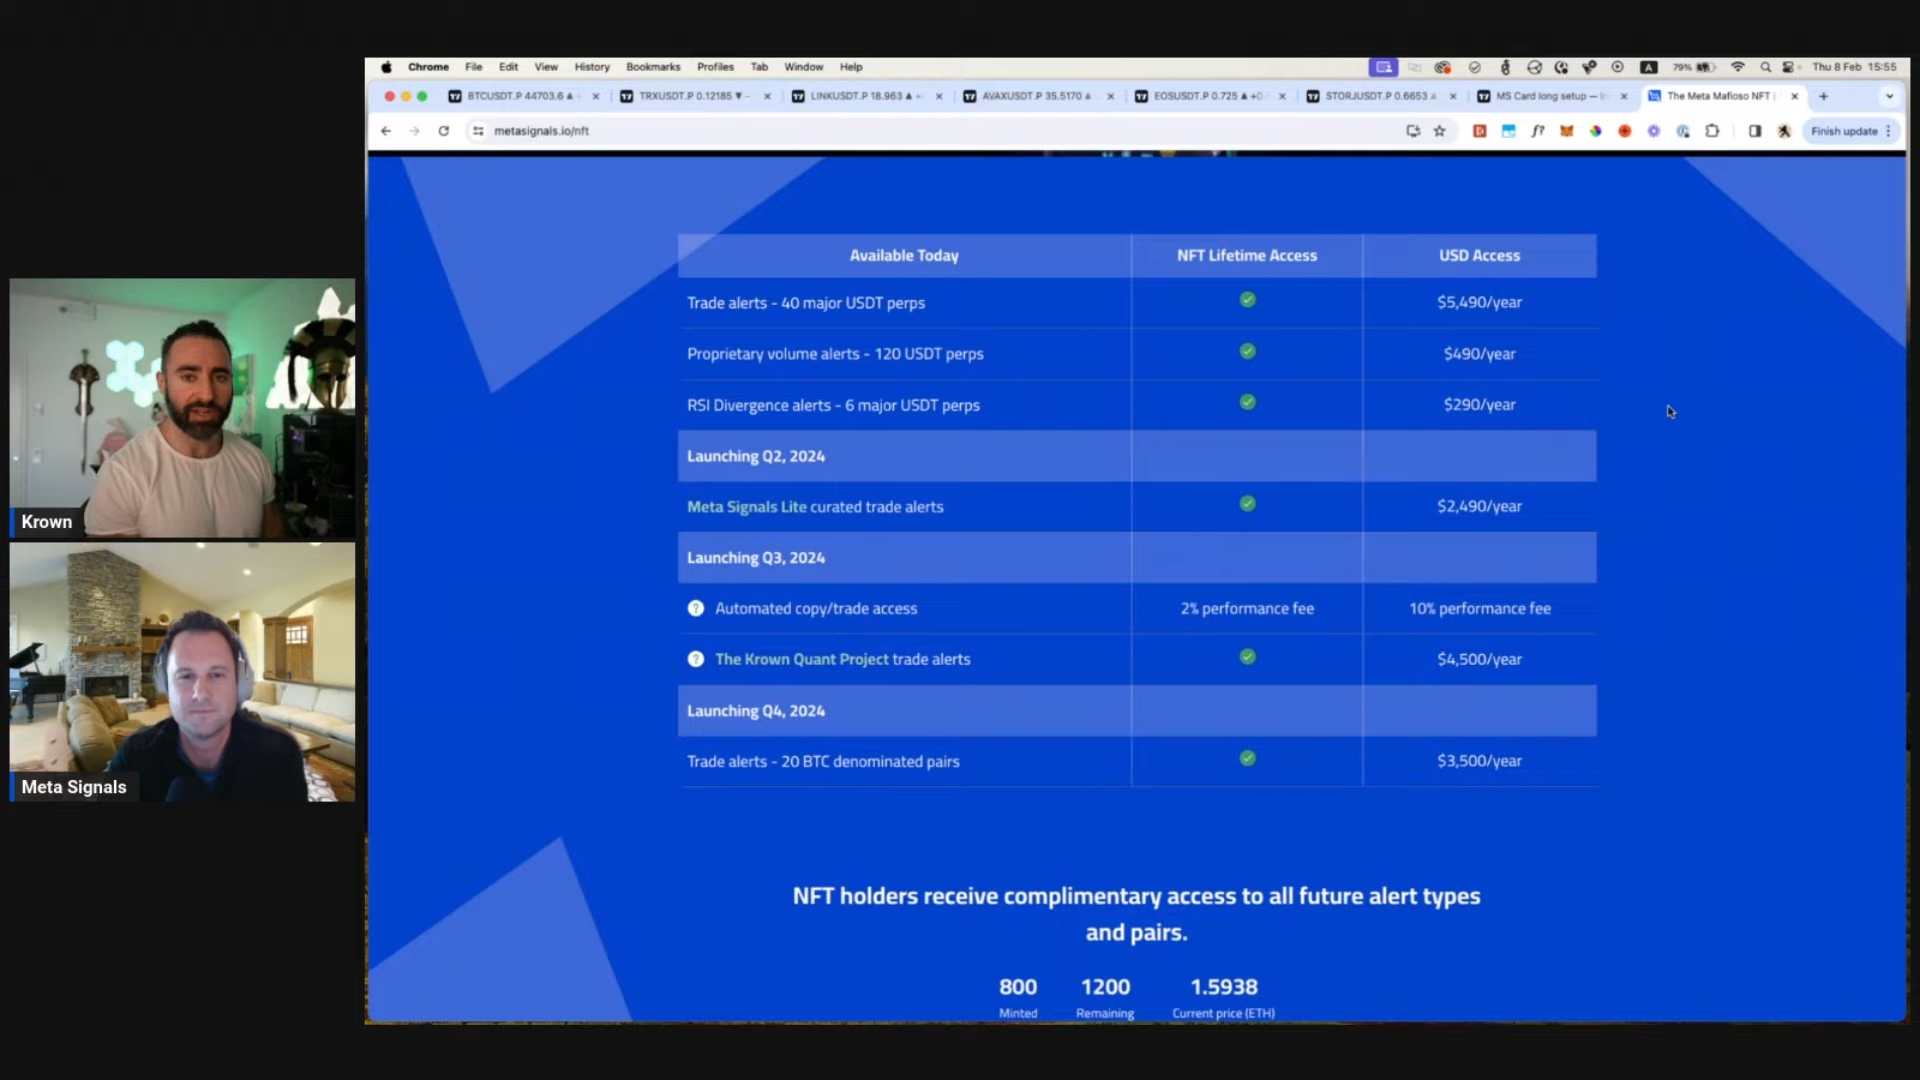 Chrome File Edit View History Bookmarks Profiles Tab Window Help
A 79% Thu 8 Feb 15:55
BTCUSDT.P 44703.6 ▲ TRXUSDT.P 0.12185 ▼ LINKUSDT.P 18.963 ▲ AVAXUSDT.P 35.5170 EOSUSDT.P 0.725 ▲ +0 STORJUSDT.P 0.6653 MS Card long setup — The Meta Mafioso NFT |
metasignals.io/nft
Finish update
Available Today NFT Lifetime Access USD Access
Trade alerts - 40 major USDT perps $5,490/year
Proprietary volume alerts - 120 USDT perps $490/year
RSI Divergence alerts - 6 major USDT perps $290/year
Launching Q2, 2024
Meta Signals Lite curated trade alerts $2,490/year
Launching Q3, 2024
? Automated copy/trade access 2% performance fee 10% performance fee
? The Krown Quant Project trade alerts $4,500/year
Launching Q4, 2024
Trade alerts - 20 BTC denominated pairs $3,500/year
NFT holders receive complimentary access to all future alert types
and pairs.
800 1200 1.5938
Minted Remaining Current price (ETH)
Krown
Meta Signals